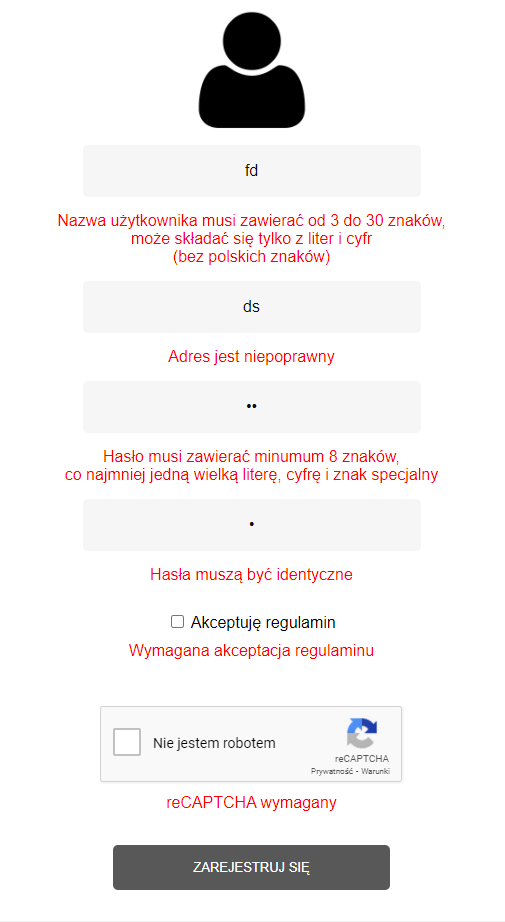 fd
Nazwa użytkownika musi zawierać od 3 do 30 znaków,
może składać się tylko z liter i cyfr
(bez polskich znaków)
ds
Adres jest niepoprawny
••
Hasło musi zawierać minumum 8 znaków,
co najmniej jedną wielką literę, cyfrę i znak specjalny
•
Hasła muszą być identyczne
Akceptuję regulamin
Wymagana akceptacja regulaminu
Nie jestem robotem
reCAPTCHA
Prywatność - Warunki
reCAPTCHA wymagany
ZAREJESTRUJ SIĘ